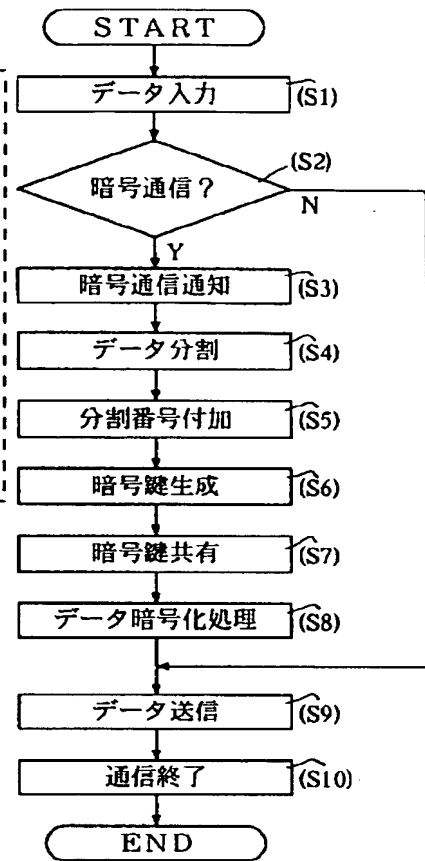 START
データ入力 (S1)
(S2)
暗号通信?
N
Y
暗号通信通知 (S3)
データ分割 (S4)
分割番号付加 (S5)
暗号鍵生成 (S6)
暗号鍵共有 (S7)
データ暗号化処理 (S8)
データ送信 (S9)
通信終了 (S10)
END